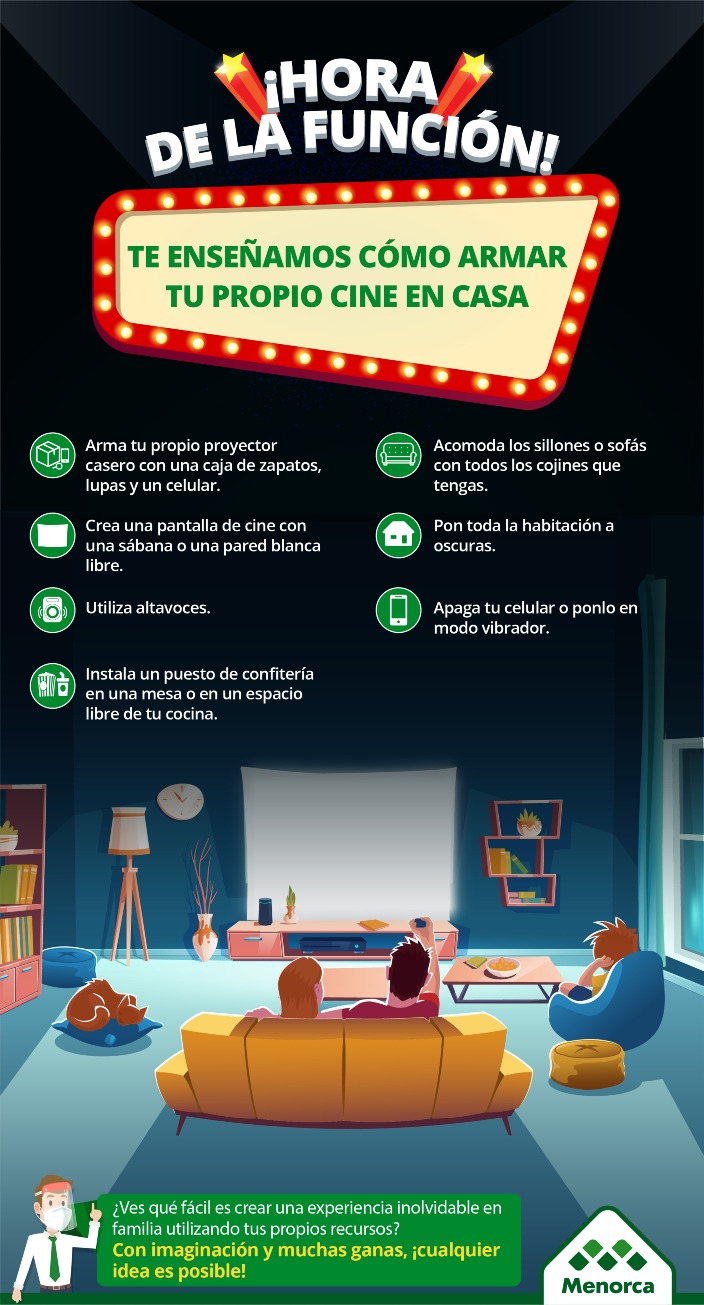 ¡HORA
DE LA FUNCIÓN!
TE ENSEÑAMOS CÓMO ARMAR
TU PROPIO CINE EN CASA
Arma tu propio proyector
casero con una caja de zapatos,
lupas y un celular.
Crea una pantalla de cine con
una sábana o una pared blanca
libre.
Utiliza altavoces.
Instala un puesto de confitería
en una mesa o en un espacio
libre de tu cocina.
Acomoda los sillones o sofás
con todos los cojines que
tengas.
Pon toda la habitación a
oscuras.
Apaga tu celular o ponlo en
modo vibrador.
¿Ves qué fácil es crear una experiencia inolvidable en
familia utilizando tus propios recursos?
Con imaginación y muchas ganas, ¡cualquier
idea es posible!
Menorca